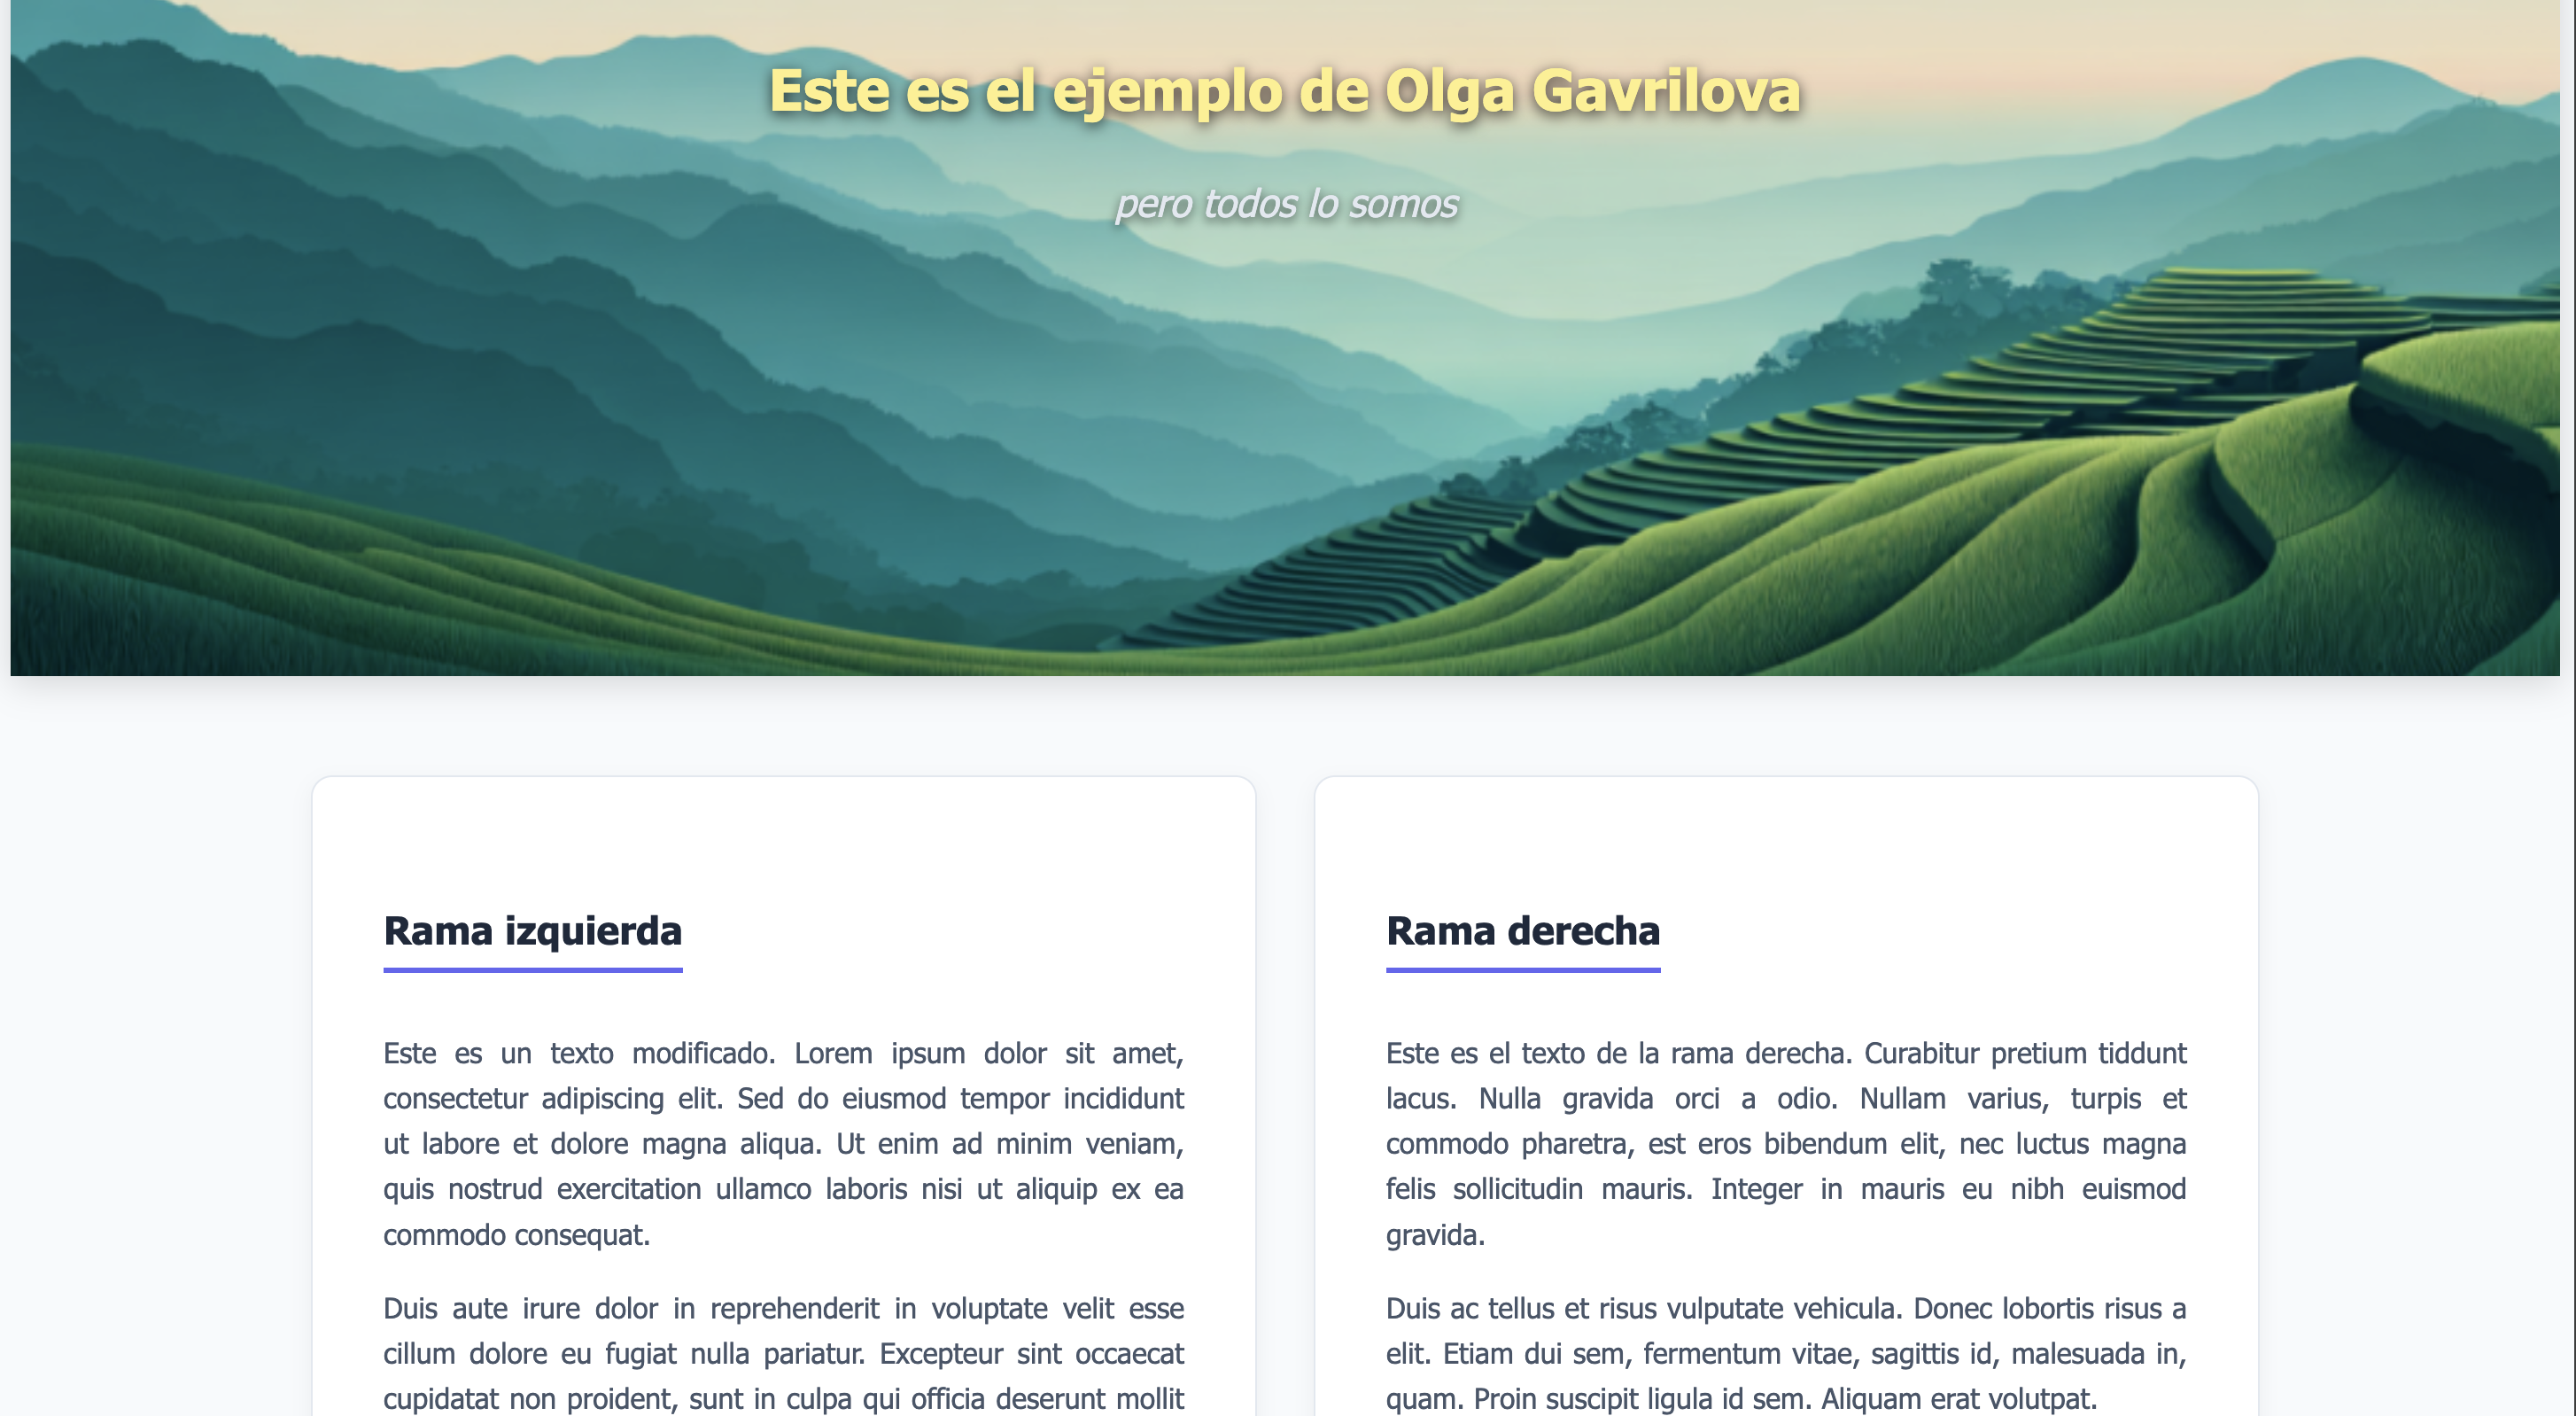 Este es el ejemplo de Olga Gavrilova
pero todos lo somos
Rama izquierda
Este es un texto modificado. Lorem ipsum dolor sit amet,
consectetur adipiscing elit. Sed do eiusmod tempor incididunt
ut labore et dolore magna aliqua. Ut enim ad minim veniam,
quis nostrud exercitation ullamco laboris nisi ut aliquip ex ea
commodo consequat.
Duis aute irure dolor in reprehenderit in voluptate velit esse
cillum dolore eu fugiat nulla pariatur. Excepteur sint occaecat
cupidatat non proident, sunt in culpa qui officia deserunt mollit
Rama derecha
Este es el texto de la rama derecha. Curabitur pretium tiddunt
lacus. Nulla gravida orci a odio. Nullam varius, turpis et
commodo pharetra, est eros bibendum elit, nec luctus magna
felis sollicitudin mauris. Integer in mauris eu nibh euismod
gravida.
Duis ac tellus et risus vulputate vehicula. Donec lobortis risus a
elit. Etiam dui sem, fermentum vitae, sagittis id, malesuada in,
quam. Proin suscipit ligula id sem. Aliquam erat volutpat.